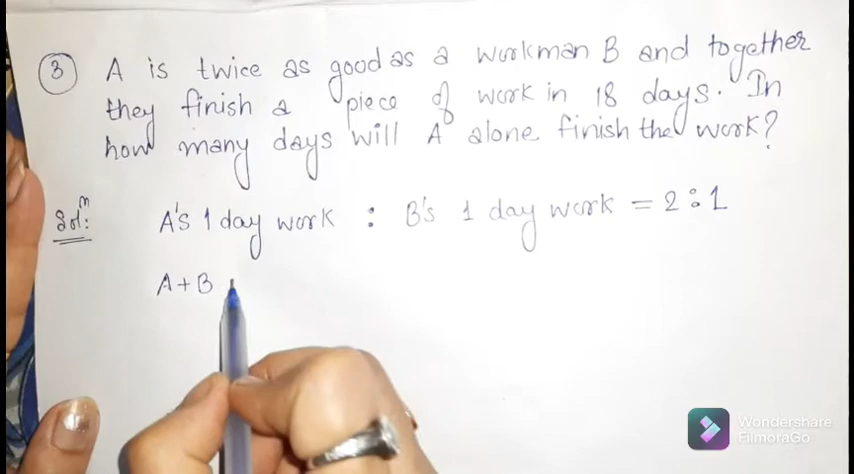 3 A is twice as good as a workman B and together
they finish a piece of work in 18 days. In
how many days will A alone finish the work?
Solⁿ: A's 1 day work : B's 1 day work = 2:1
A+B
Wondershare
FilmoraGo